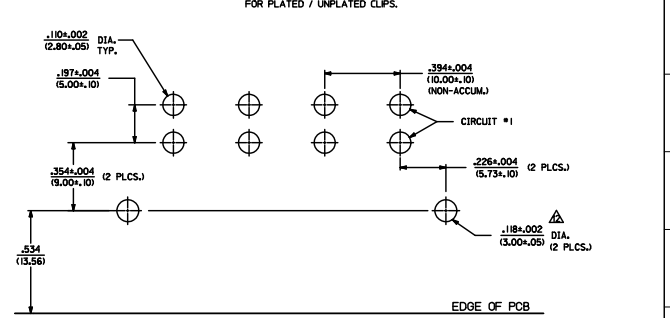 FOR PLATED / UNPLATED CLIPS.
.110±.002 DIA.
(2.80±.05) TYP.
.197±.004
(5.00±.10)
.394±.004
(10.00±.10)
(NON-ACCUM.)
CIRCUIT #1
.354±.004 (2 PLCS.)
(9.00±.10)
.226±.004 (2 PLCS.)
(5.73±.10)
12
.118±.002 DIA.
(3.00±.05) (2 PLCS.)
.534
(13.56)
EDGE OF PCB